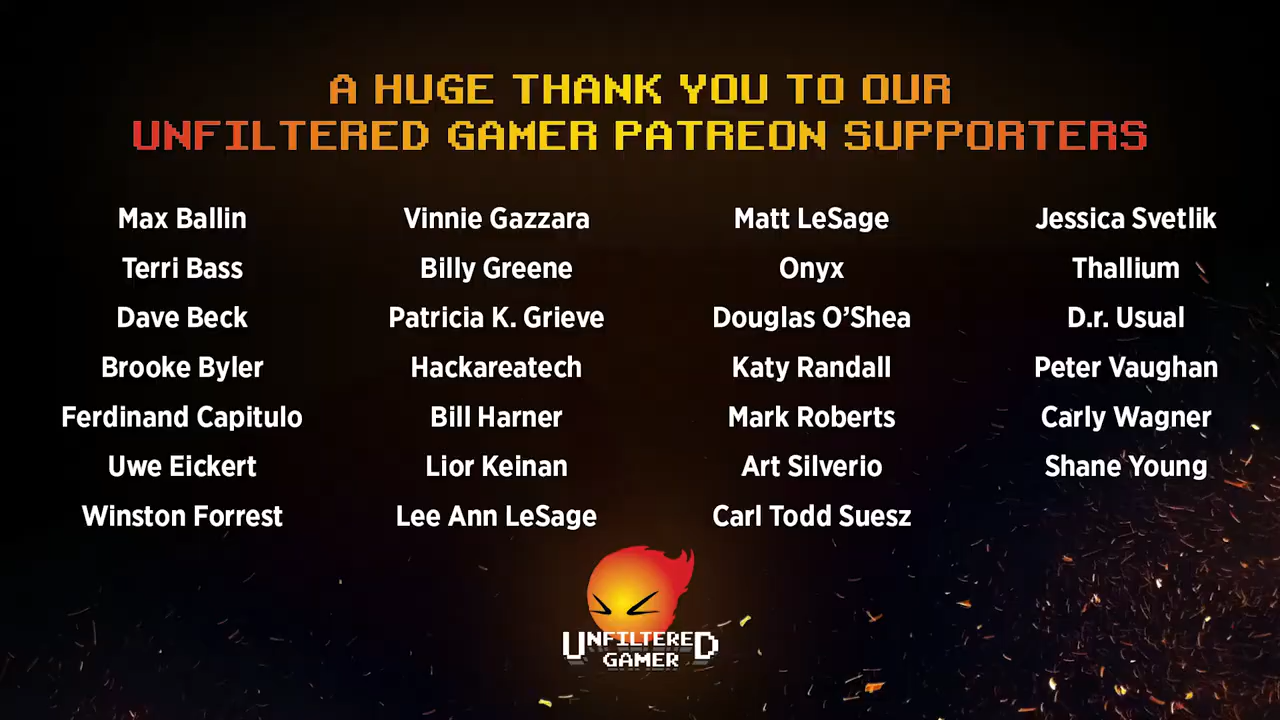 A HUGE THANK YOU TO OUR
UNFILTERED GAMER PATREON SUPPORTERS
Max Ballin
Terri Bass
Dave Beck
Brooke Byler
Ferdinand Capitulo
Uwe Eickert
Winston Forrest
Vinnie Gazzara
Billy Greene
Patricia K. Grieve
Hackareatech
Bill Harner
Lior Keinan
Lee Ann LeSage
Matt LeSage
Onyx
Douglas O’Shea
Katy Randall
Mark Roberts
Art Silverio
Carl Todd Suesz
Jessica Svetlik
Thallium
D.r. Usual
Peter Vaughan
Carly Wagner
Shane Young
UNFILTERED
GAMER